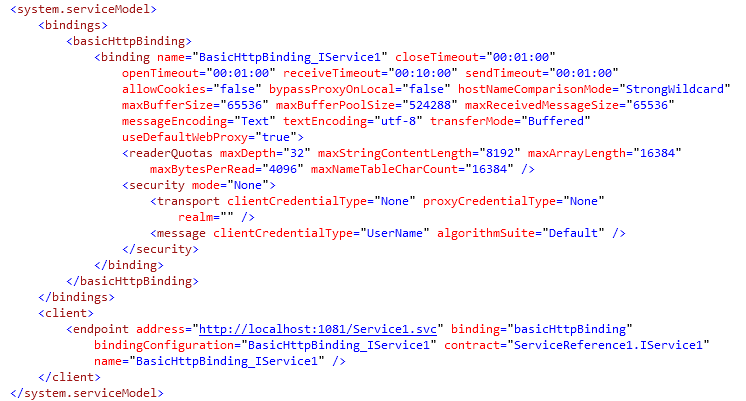 <system.serviceModel>
<bindings>
<basicHttpBinding>
<binding name="BasicHttpBinding_IService1" closeTimeout="00:01:00"
openTimeout="00:01:00" receiveTimeout="00:10:00" sendTimeout="00:01:00"
allowCookies="false" bypassProxyOnLocal="false" hostNameComparisonMode="StrongWildcard"
maxBufferSize="65536" maxBufferPoolSize="524288" maxReceivedMessageSize="65536"
messageEncoding="Text" textEncoding="utf-8" transferMode="Buffered"
useDefaultWebProxy="true">
<readerQuotas maxDepth="32" maxStringContentLength="8192" maxArrayLength="16384"
maxBytesPerRead="4096" maxNameTableCharCount="16384" />
<security mode="None">
<transport clientCredentialType="None" proxyCredentialType="None"
realm="" />
<message clientCredentialType="UserName" algorithmSuite="Default" />
</security>
</binding>
</basicHttpBinding>
</bindings>
<client>
<endpoint address="http://localhost:1081/Service1.svc" binding="basicHttpBinding"
bindingConfiguration="BasicHttpBinding_IService1" contract="ServiceReference1.IService1"
name="BasicHttpBinding_IService1" />
</client>
</system.serviceModel>